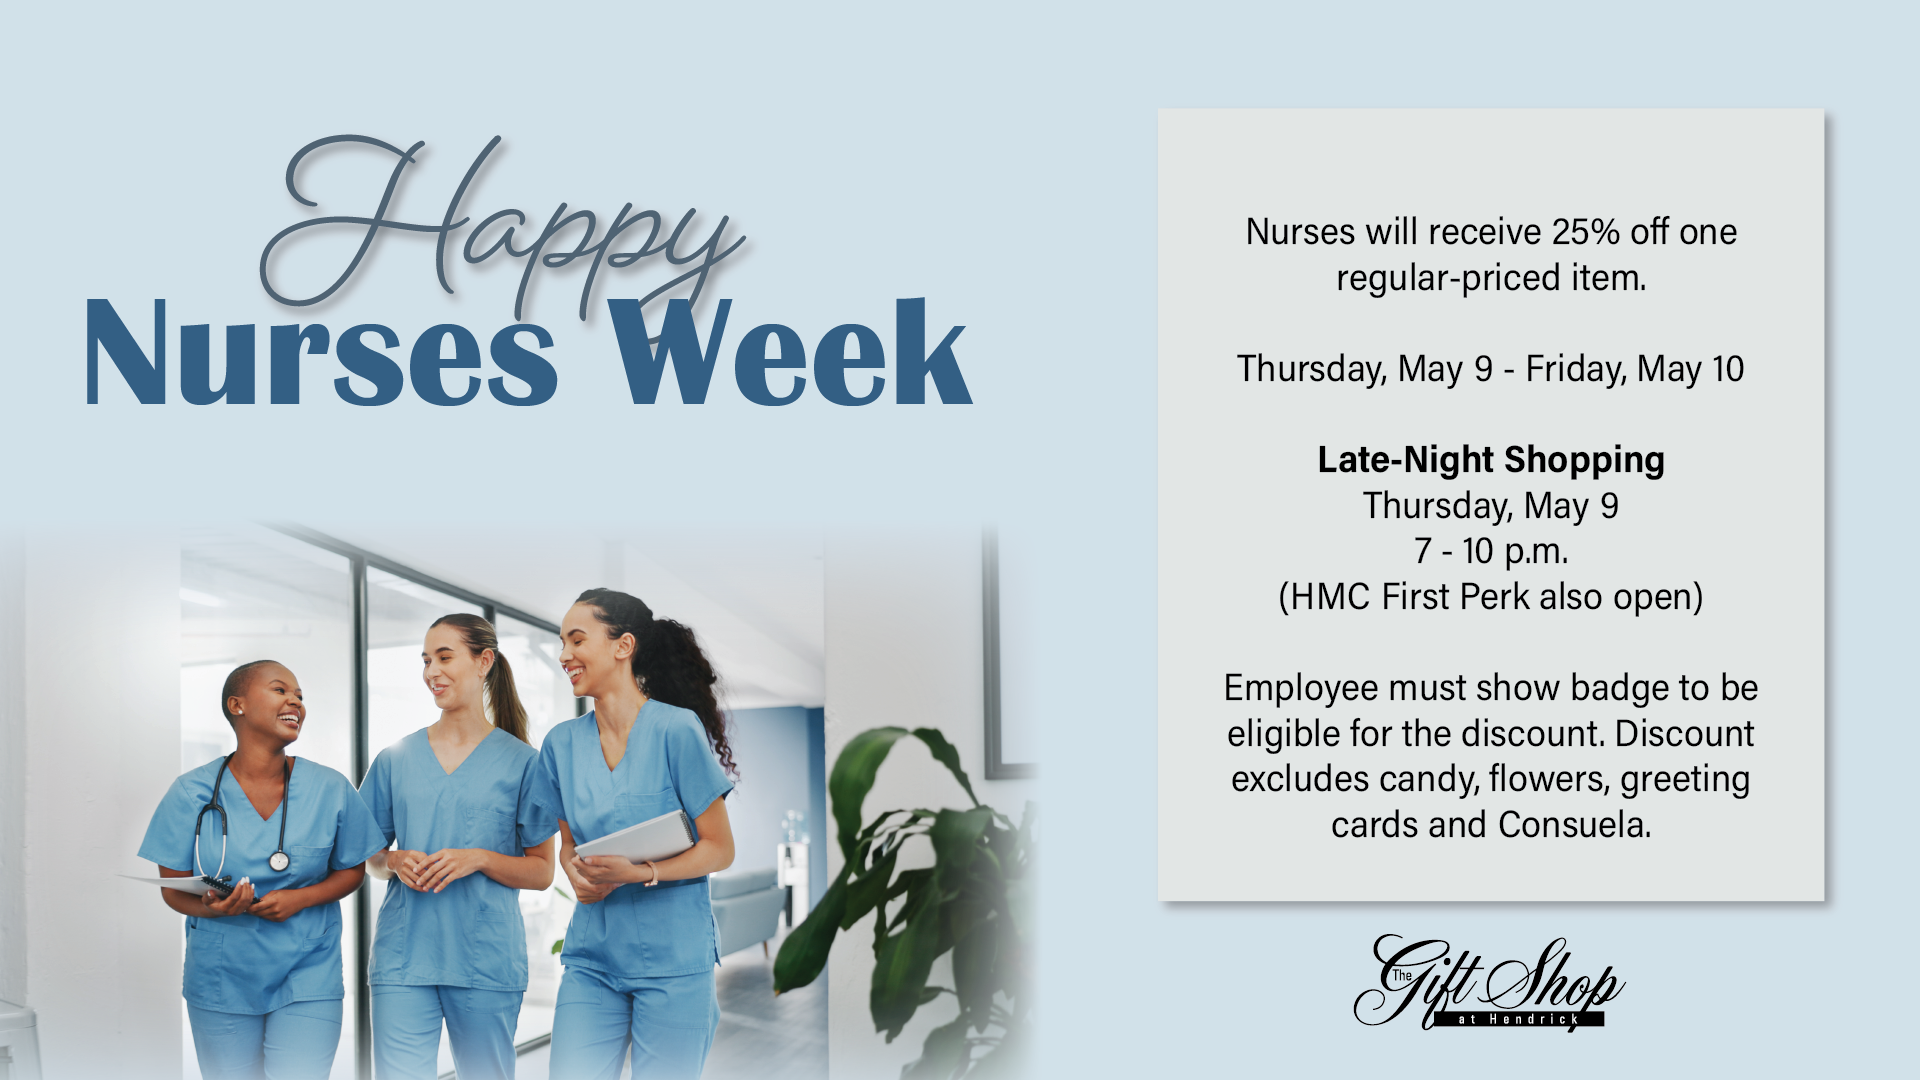 Happy
Nurses Week
Nurses will receive 25% off one
regular-priced item.
Thursday, May 9 - Friday, May 10
Late-Night Shopping
Thursday, May 9
7 - 10 p.m.
(HMC First Perk also open)
Employee must show badge to be
eligible for the discount. Discount
excludes candy, flowers, greeting
cards and Consuela.
The Gift Shop
at Hendrick